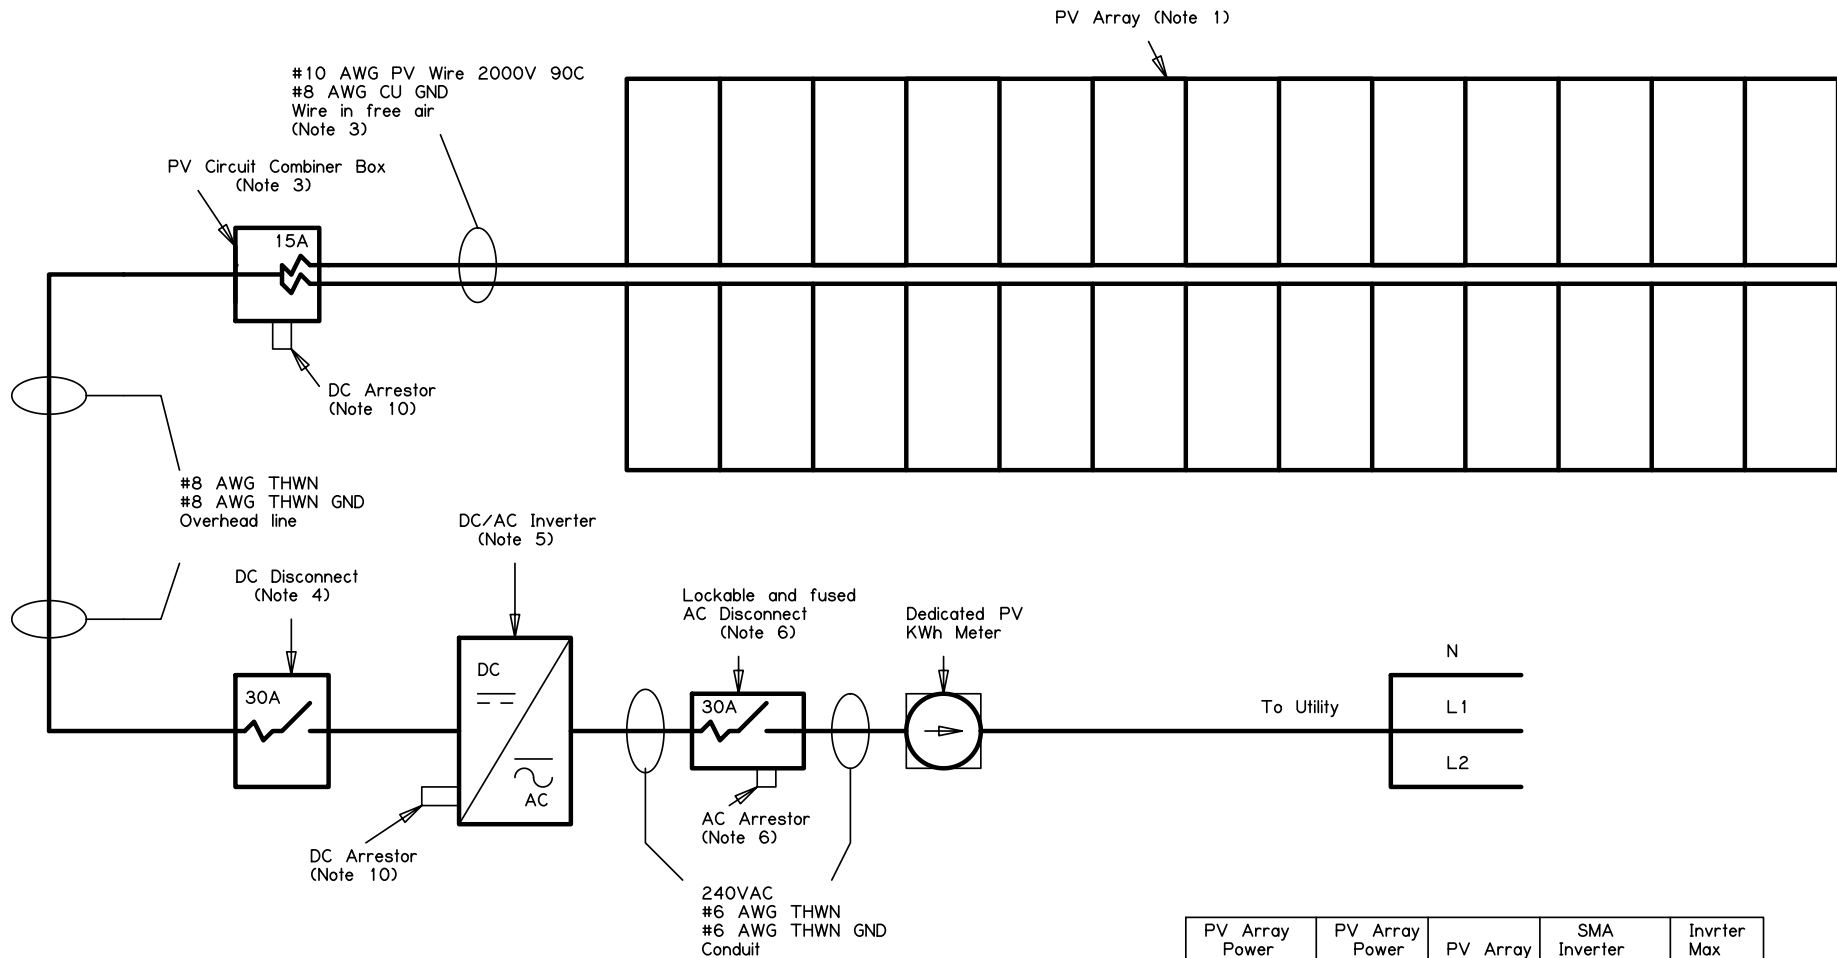 PV Array (Note 1)
#10 AWG PV Wire 2000V 90C
#8 AWG CU GND
Wire in free air
(Note 3)
PV Circuit Combiner Box
(Note 3)
15A
DC Arrestor
(Note 10)
#8 AWG THWN
#8 AWG THWN GND
Overhead line
DC Disconnect
(Note 4)
30A
DC/AC Inverter
(Note 5)
DC
AC
DC Arrestor
(Note 10)
Lockable and fused
AC Disconnect
(Note 6)
30A
AC Arrestor
(Note 6)
240VAC
#6 AWG THWN
#6 AWG THWN GND
Conduit
Dedicated PV
KWh Meter
To Utility
N
L1
L2
PV Array
Power
PV Array
Power
PV Array
SMA
Inverter
Invrter
Max